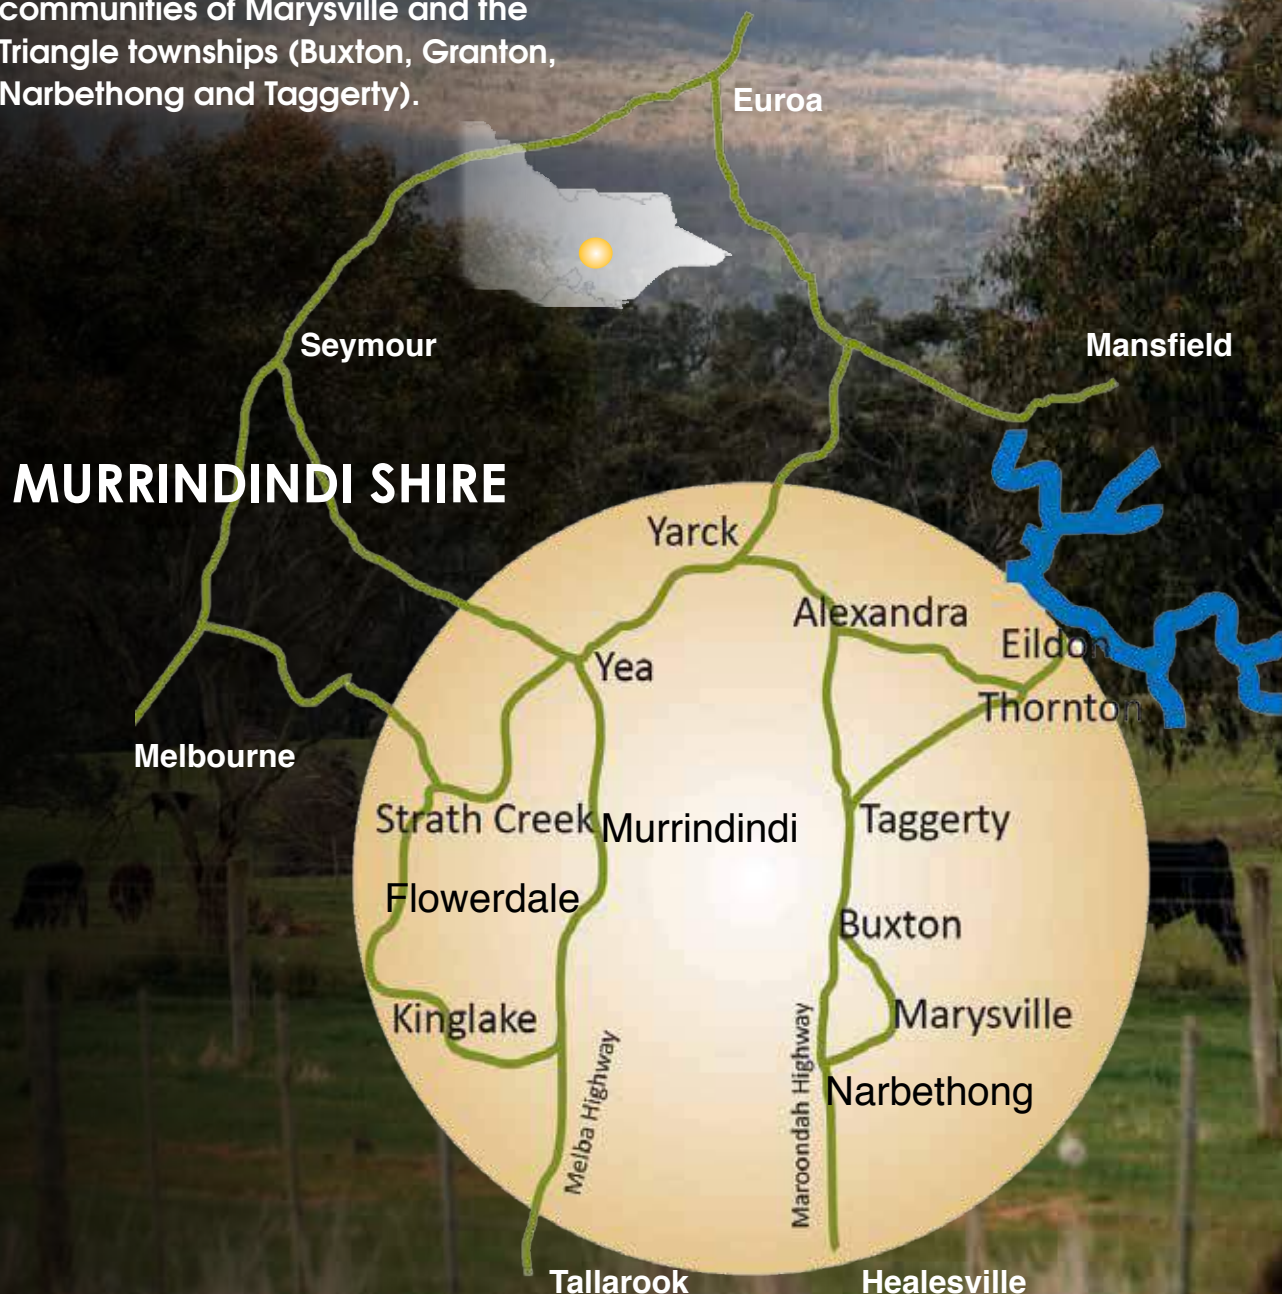 communities of Marysville and the
Triangle townships (Buxton, Granton,
Narbethong and Taggerty).
Euroa
Seymour
Mansfield
MURRINDINDI SHIRE
Yarck
Alexandra
Eildon
Yea
Thornton
Melbourne
Strath Creek
Murrindindi
Taggerty
Flowerdale
Buxton
Kinglake
Marysville
Melba Highway
Maroondah Highway
Narbethong
Tallarook
Healesville